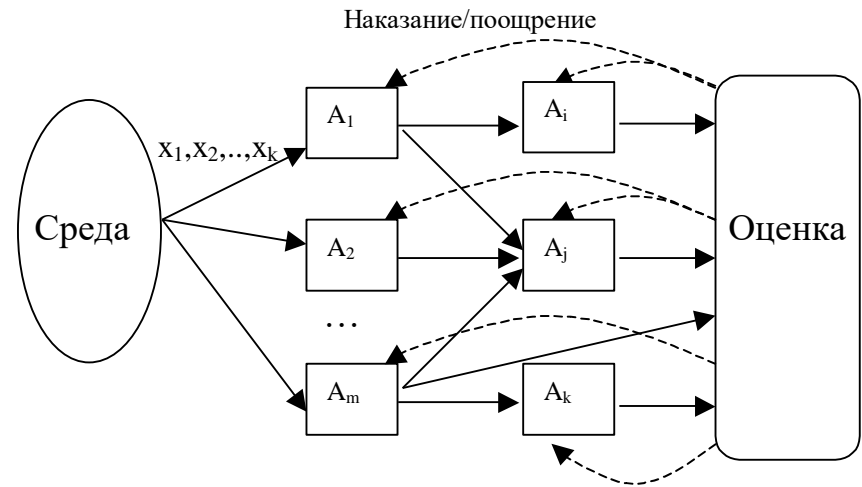 Наказание/поощрение
A₁
Aᵢ
x₁,x₂,..,xₖ
Среда
A₂
Aⱼ
Оценка
…
Aₘ
Aₖ